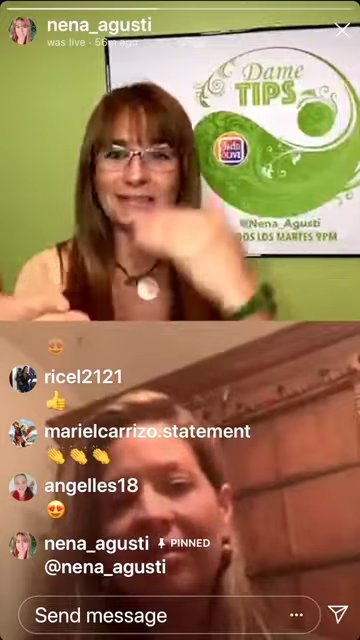 nena_agusti
was live · 56m ago
Dame
TIPS
@Nena_Agusti
OS LOS MARTES 9PM
ricel2121
marielcarrizo.statement
angelles18
nena_agusti PINNED
@nena_agusti
Send message